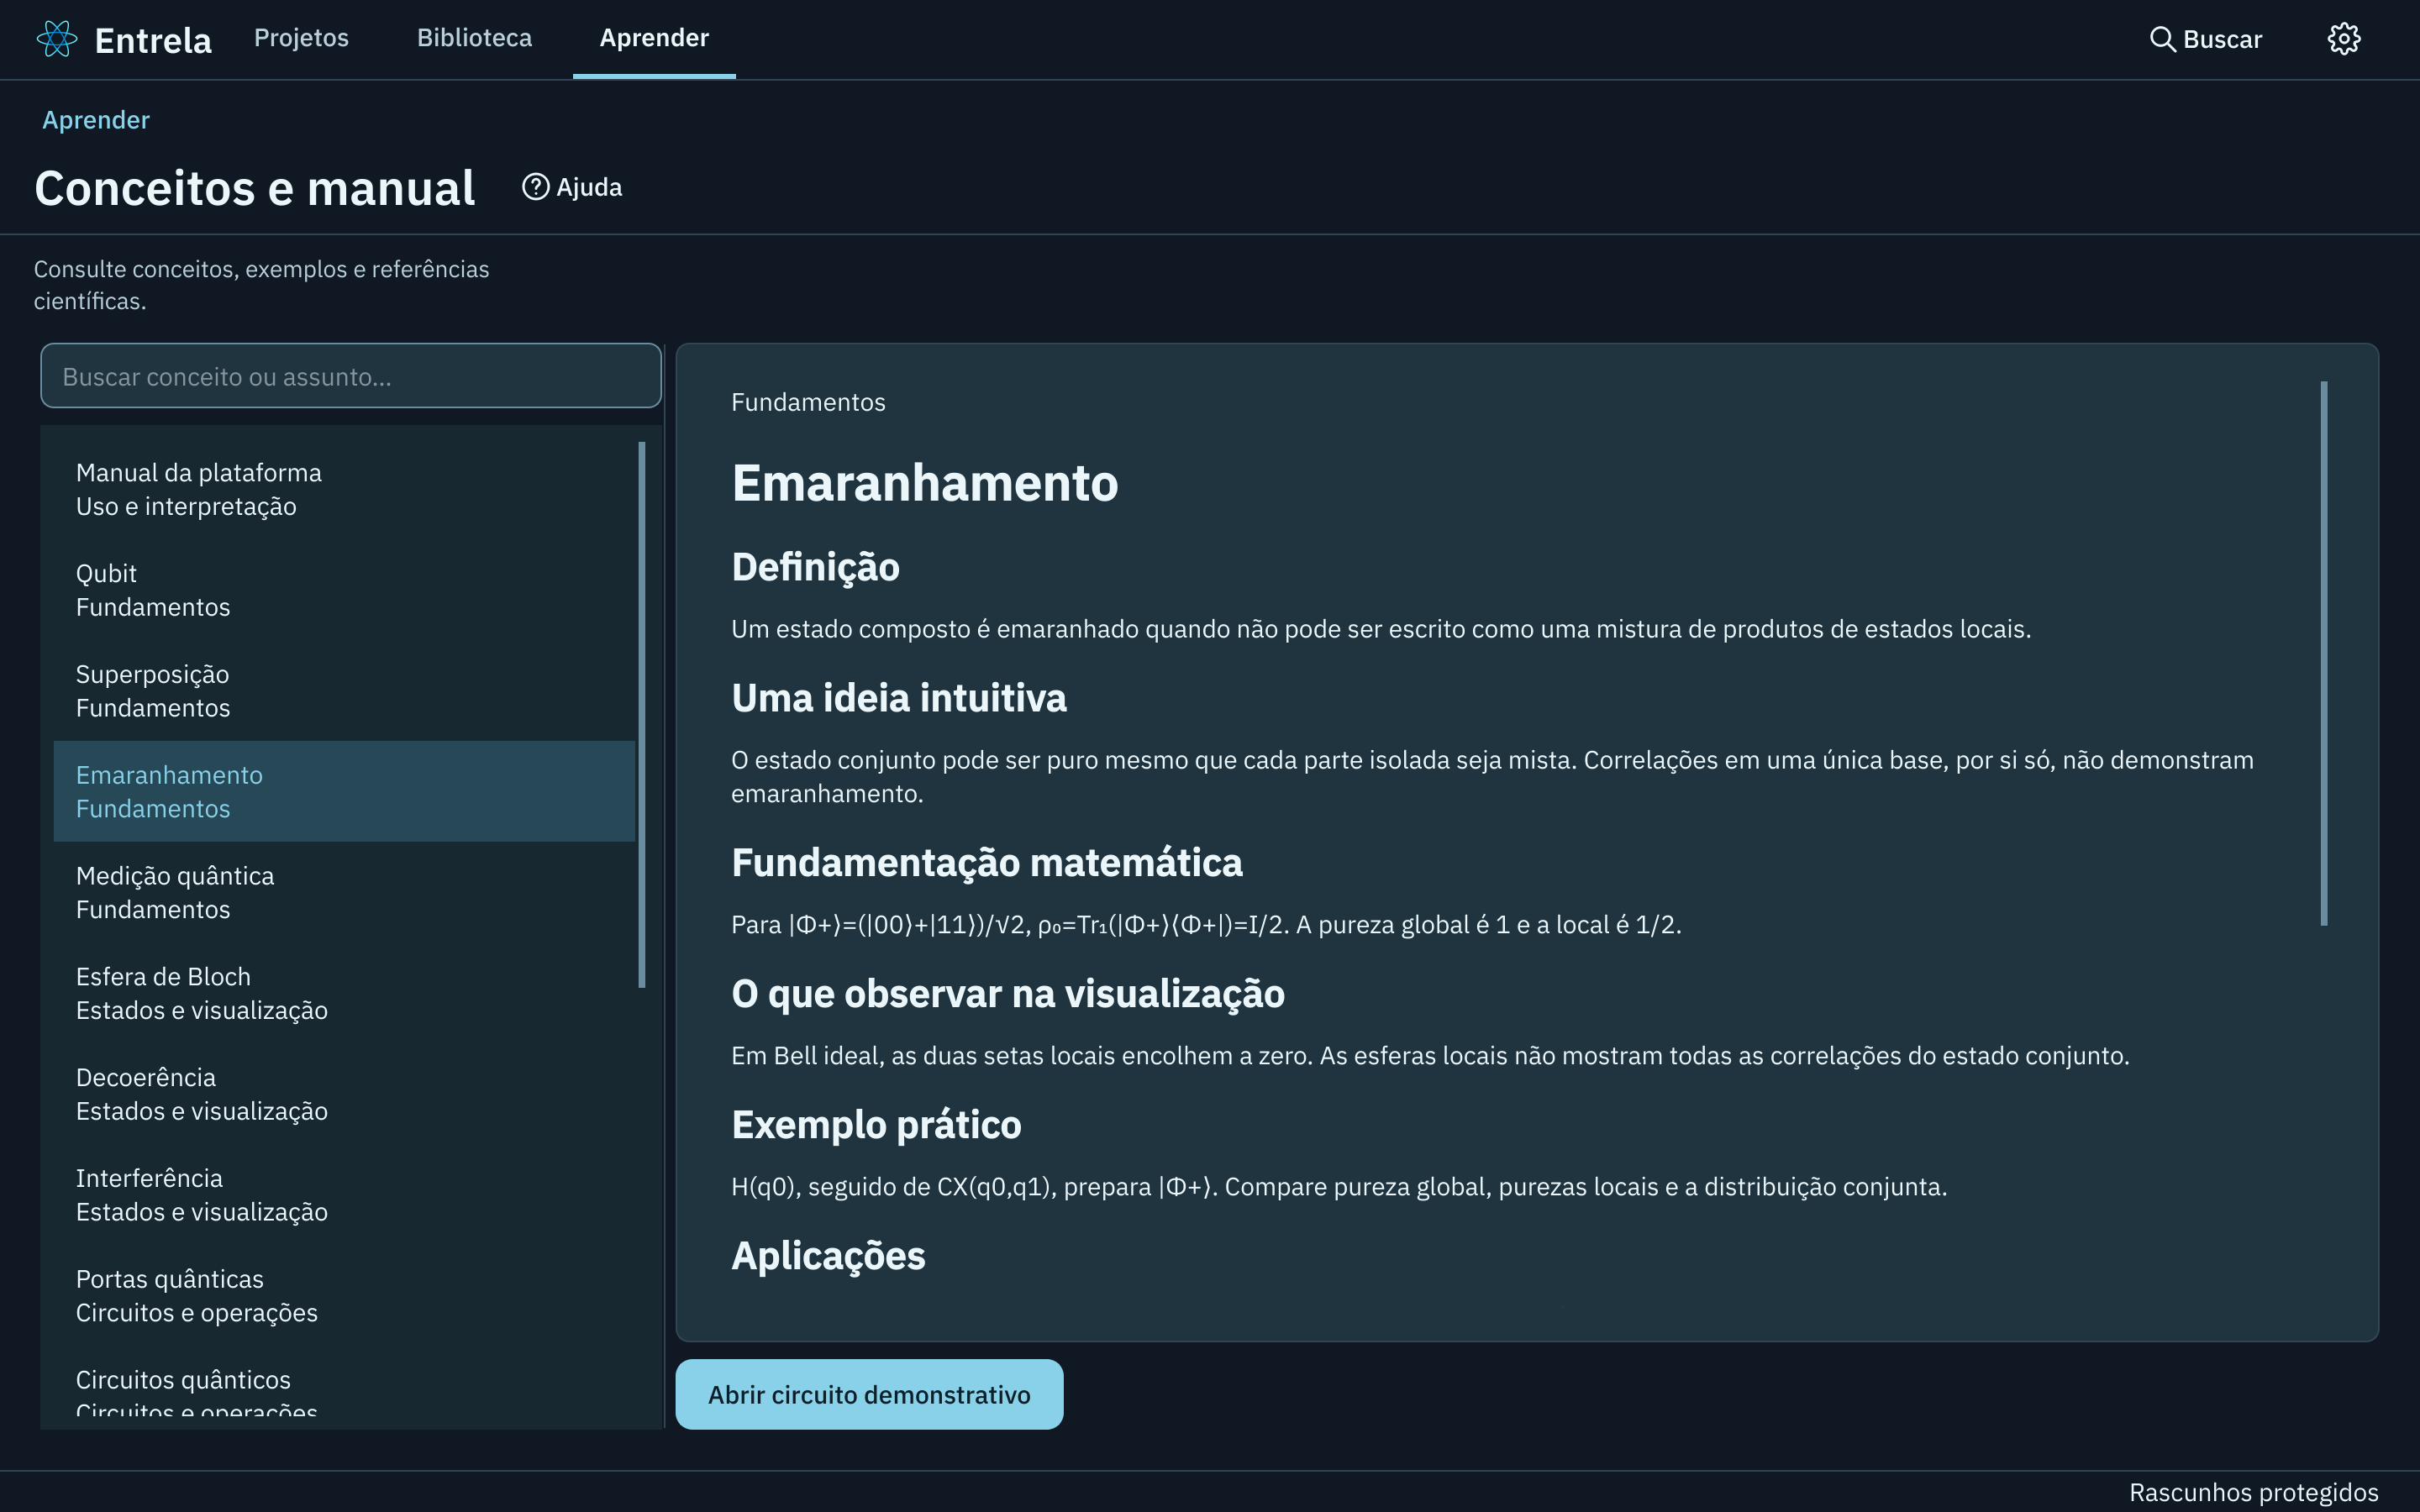 Entrela
Projetos
Biblioteca
Aprender
Buscar
Aprender
Conceitos e manual
Ajuda
Consulte conceitos, exemplos e referências
científicas.
Buscar conceito ou assunto...
Manual da plataforma
Uso e interpretação
Qubit
Fundamentos
Superposição
Fundamentos
Emaranhamento
Fundamentos
Medição quântica
Fundamentos
Esfera de Bloch
Estados e visualização
Decoerência
Estados e visualização
Interferência
Estados e visualização
Portas quânticas
Circuitos e operações
Circuitos quânticos
Circuitos e operações
Fundamentos
Emaranhamento
Definição
Um estado composto é emaranhado quando não pode ser escrito como uma mistura de produtos de estados locais.
Uma ideia intuitiva
O estado conjunto pode ser puro mesmo que cada parte isolada seja mista. Correlações em uma única base, por si só, não demonstram
emaranhamento.
Fundamentação matemática
Para |Φ+⟩=(|00⟩+|11⟩)/√2, ρ₀=Tr₁(|Φ+⟩⟨Φ+|)=I/2. A pureza global é 1 e a local é 1/2.
O que observar na visualização
Em Bell ideal, as duas setas locais encolhem a zero. As esferas locais não mostram todas as correlações do estado conjunto.
Exemplo prático
H(q0), seguido de CX(q0,q1), prepara |Φ+⟩. Compare pureza global, purezas locais e a distribuição conjunta.
Aplicações
Abrir circuito demonstrativo
Rascunhos protegidos